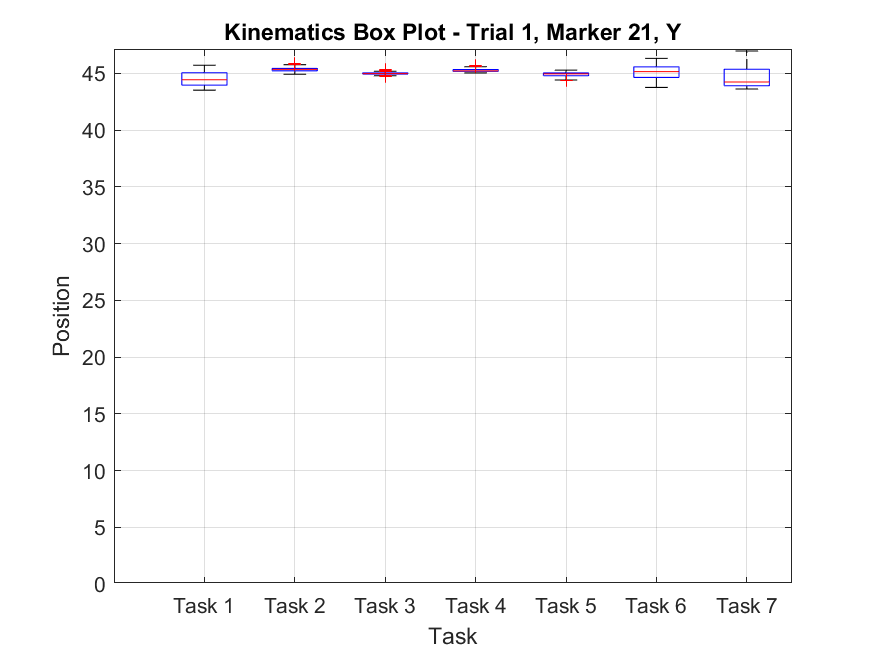 Kinematics Box Plot - Trial 1, Marker 21, Y
45
40
35
30
25
20
15
10
5
0
Position
Task 1 Task 2 Task 3 Task 4 Task 5 Task 6 Task 7
Task